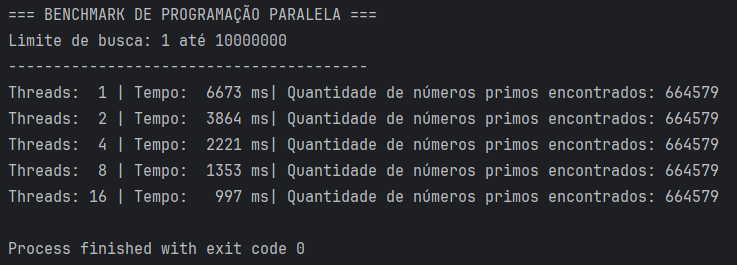 === BENCHMARK DE PROGRAMAÇÃO PARALELA ===
Limite de busca: 1 até 10000000
----------------------------------------
Threads:  1 | Tempo:  6673 ms| Quantidade de números primos encontrados: 664579
Threads:  2 | Tempo:  3864 ms| Quantidade de números primos encontrados: 664579
Threads:  4 | Tempo:  2221 ms| Quantidade de números primos encontrados: 664579
Threads:  8 | Tempo:  1353 ms| Quantidade de números primos encontrados: 664579
Threads: 16 | Tempo:   997 ms| Quantidade de números primos encontrados: 664579
Process finished with exit code 0